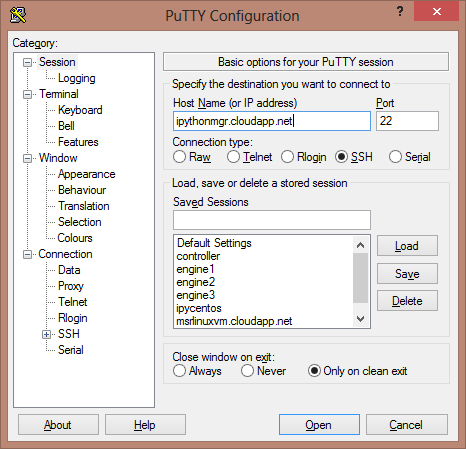 PuTTY Configuration
? ×
Category:
Session
Logging
Terminal
Keyboard
Bell
Features
Window
Appearance
Behaviour
Translation
Selection
Colours
Connection
Data
Proxy
Telnet
Rlogin
SSH
Serial
Basic options for your PuTTY session
Specify the destination you want to connect to
Host Name (or IP address) Port
ipythonmgr.cloudapp.net 22
Connection type:
Raw Telnet Rlogin SSH Serial
Load, save or delete a stored session
Saved Sessions
Default Settings
controller
engine1
engine2
engine3
ipycentos
msrlinuxvm.cloudapp.net
Load
Save
Delete
Close window on exit:
Always Never Only on clean exit
About Help Open Cancel